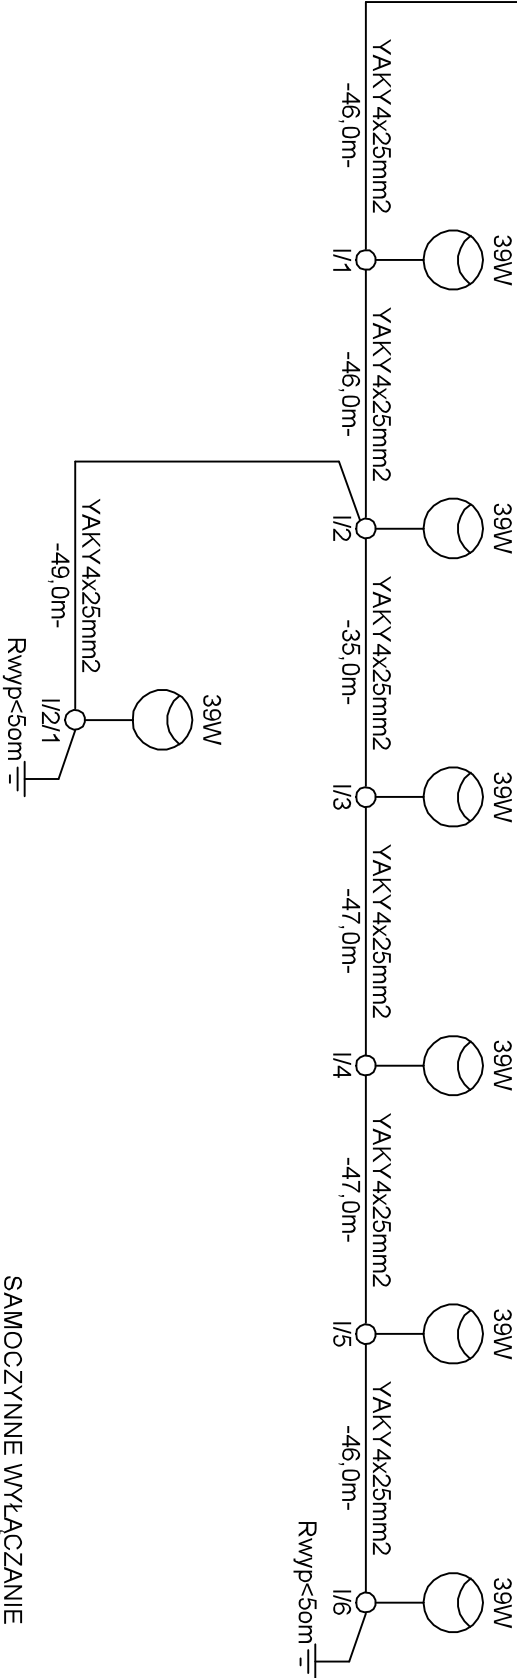 YAKY4x25mm2
-46,0m-
39W
I/1
YAKY4x25mm2
-46,0m-
39W
I/2
YAKY4x25mm2
-35,0m-
39W
I/3
YAKY4x25mm2
-47,0m-
39W
I/4
YAKY4x25mm2
-47,0m-
39W
I/5
YAKY4x25mm2
-46,0m-
39W
I/6
Rwyp<5om
YAKY4x25mm2
-49,0m-
39W
I/2/1
Rwyp<5om
SAMOCZYNNE WYŁĄCZANIE